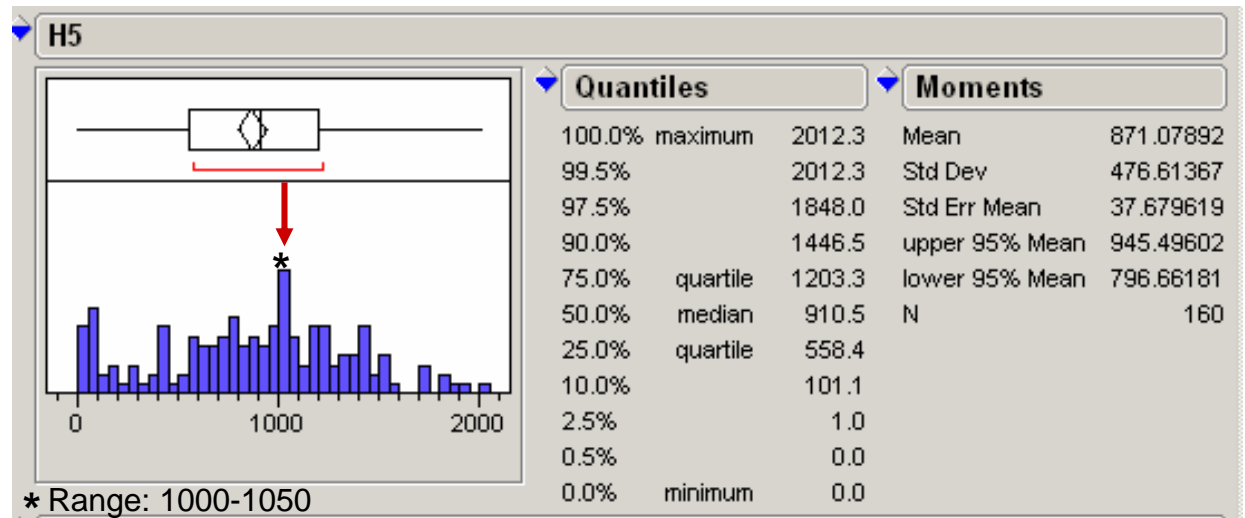 H5
*
0 1000 2000
* Range: 1000-1050
Quantiles
100.0% maximum 2012.3
99.5% 2012.3
97.5% 1848.0
90.0% 1446.5
75.0% quartile 1203.3
50.0% median 910.5
25.0% quartile 558.4
10.0% 101.1
2.5% 1.0
0.5% 0.0
0.0% minimum 0.0
Moments
Mean 871.07892
Std Dev 476.61367
Std Err Mean 37.679619
upper 95% Mean 945.49602
lower 95% Mean 796.66181
N 160